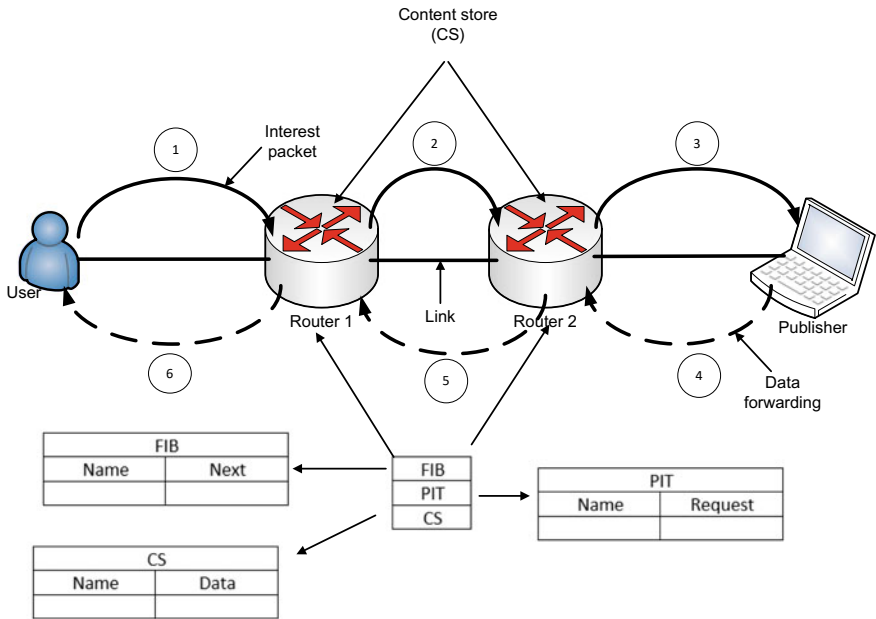 Content store
(CS)
1
Interest
packet
2
3
User
Router 1
Link
Router 2
Publisher
6
5
4
Data
forwarding
FIB
Name Next
FIB
PIT
CS
PIT
Name Request
CS
Name Data